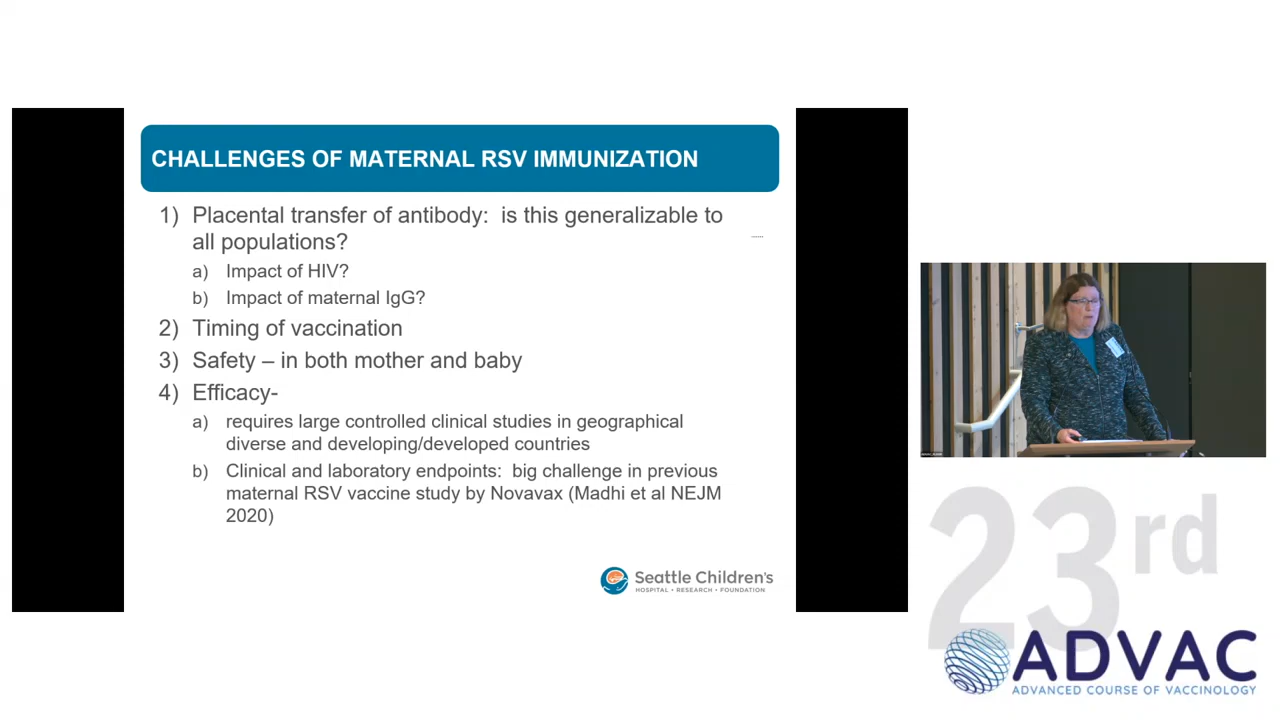 CHALLENGES OF MATERNAL RSV IMMUNIZATION
1) Placental transfer of antibody: is this generalizable to
all populations?
a) Impact of HIV?
b) Impact of maternal IgG?
2) Timing of vaccination
3) Safety – in both mother and baby
4) Efficacy-
a) requires large controlled clinical studies in geographical
diverse and developing/developed countries
b) Clinical and laboratory endpoints: big challenge in previous
maternal RSV vaccine study by Novavax (Madhi et al NEJM
2020)
Seattle Children's
HOSPITAL • RESEARCH • FOUNDATION
23rd
ADVAC
ADVANCED COURSE OF VACCINOLOGY